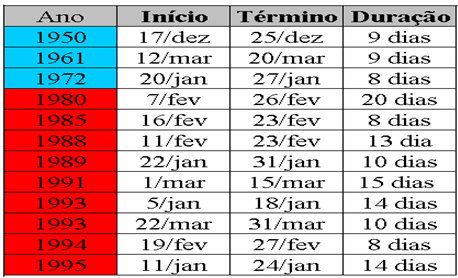 Ano Início Término Duração
1950 17/dez 25/dez 9 dias
1961 12/mar 20/mar 9 dias
1972 20/jan 27/jan 8 dias
1980 7/fev 26/fev 20 dias
1985 16/fev 23/fev 8 dias
1988 11/fev 23/fev 13 dia
1989 22/jan 31/jan 10 dias
1991 1/mar 15/mar 15 dias
1993 5/jan 18/jan 14 dias
1993 22/mar 31/mar 10 dias
1994 19/fev 27/fev 8 dias
1995 11/jan 24/jan 14 dias